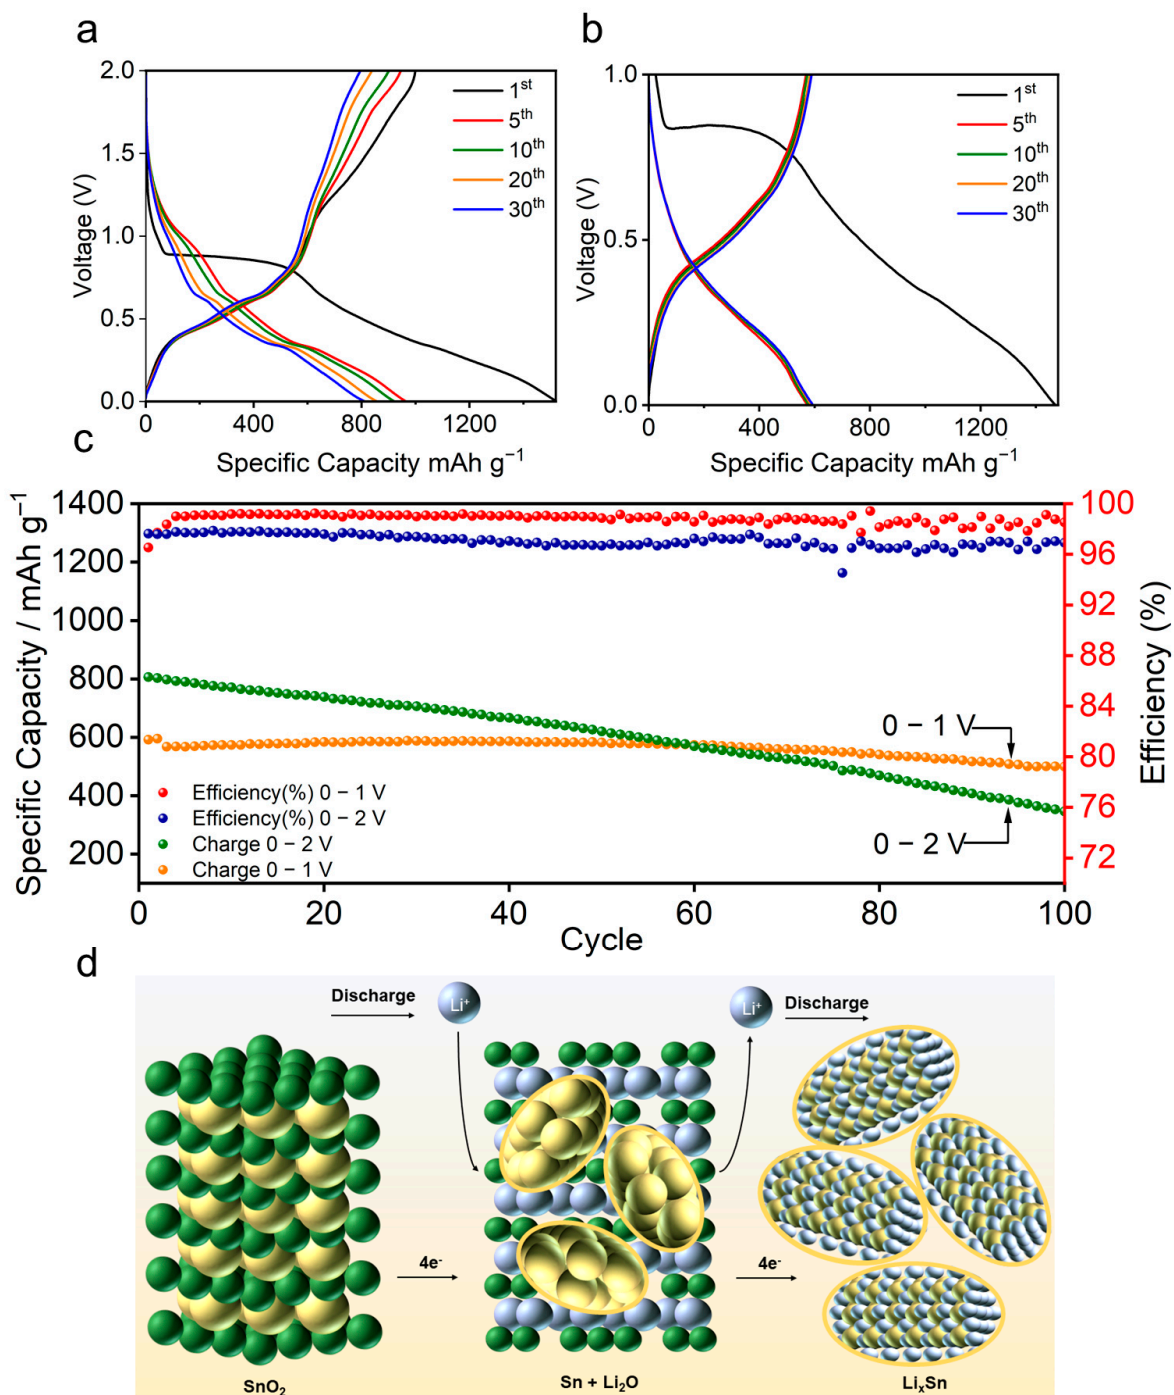 a
2.0
1.5
1.0
0.5
0.0
Voltage (V)
1st
5th
10th
20th
30th
0 400 800 1200
Specific Capacity mAh g–1
b
1.0
0.5
0.0
Voltage (V)
1st
5th
10th
20th
30th
0 400 800 1200
Specific Capacity mAh g–1
c
1400
1200
1000
800
600
400
200
Specific Capacity / mAh g–1
100
96
92
88
84
80
76
72
Efficiency (%)
0 – 1 V
0 – 2 V
Efficiency(%) 0 – 1 V
Efficiency(%) 0 – 2 V
Charge 0 – 2 V
Charge 0 – 1 V
0 20 40 60 80 100
Cycle
d
Discharge
Li+
Li+
Discharge
4e-
4e-
SnO2
Sn + Li2O
LixSn